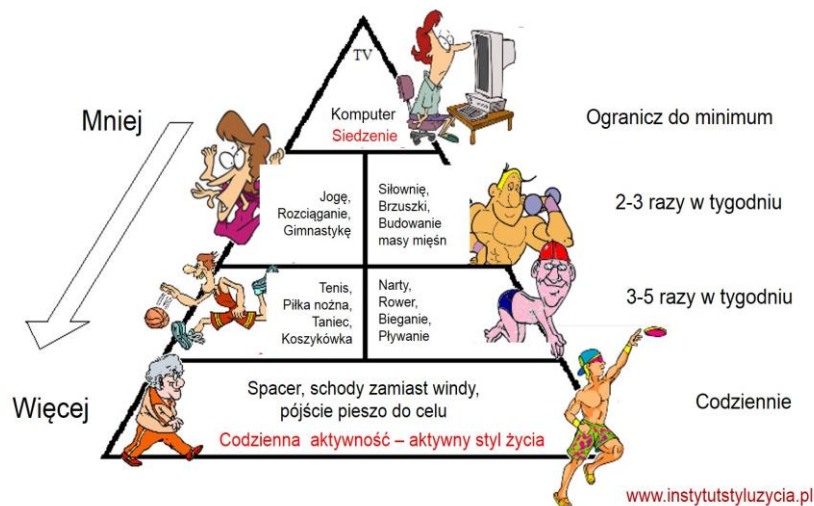 TV
Komputer
Siedzenie
Mniej
Ogranicz do minimum
Jogę,
Rozciąganie,
Gimnastykę
Siłownię,
Brzuszki,
Budowanie
masy mięśn
2-3 razy w tygodniu
Tenis,
Piłka nożna,
Taniec,
Koszykówka
Narty,
Rower,
Bieganie,
Pływanie
3-5 razy w tygodniu
Więcej
Spacer, schody zamiast windy,
pójście pieszo do celu
Codzienna aktywność – aktywny styl życia
Codziennie
www.instytutstyluzycia.pl